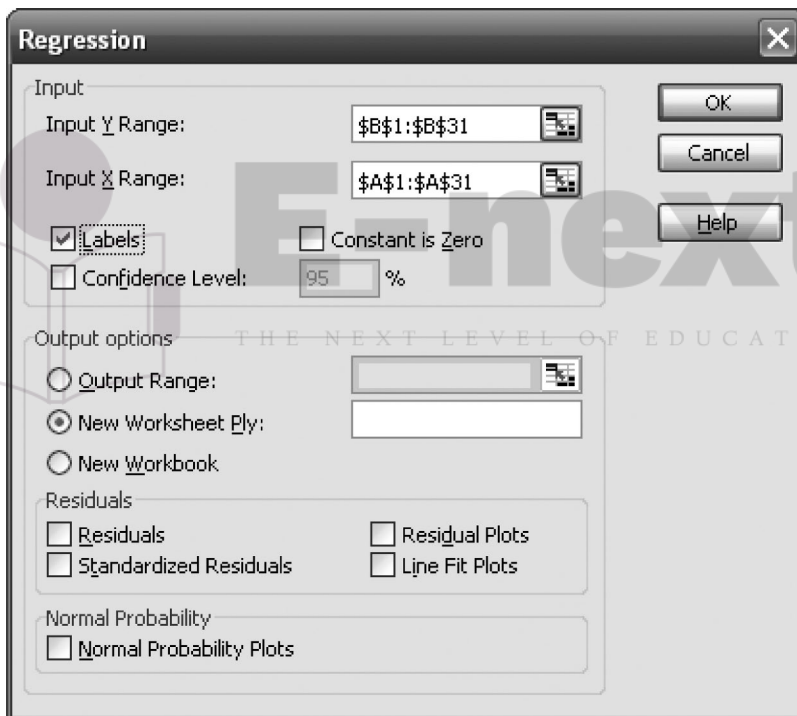 Regression
Input
Input Y Range: $B$1:$B$31
Input X Range: $A$1:$A$31
Labels Constant is Zero
Confidence Level: 95 %
Output options
Output Range:
New Worksheet Ply:
New Workbook
Residuals
Residuals Residual Plots
Standardized Residuals Line Fit Plots
Normal Probability
Normal Probability Plots
OK
Cancel
Help
E-next
THE NEXT LEVEL OF EDUCAT